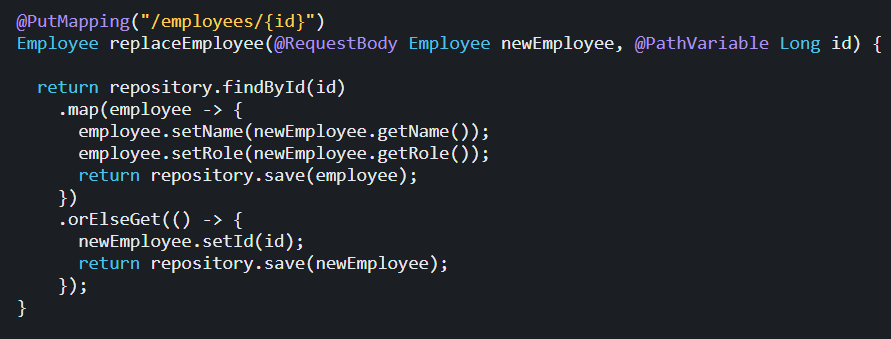 @PutMapping("/employees/{id}")
Employee replaceEmployee(@RequestBody Employee newEmployee, @PathVariable Long id) {

  return repository.findById(id)
    .map(employee -> {
      employee.setName(newEmployee.getName());
      employee.setRole(newEmployee.getRole());
      return repository.save(employee);
    })
    .orElseGet(() -> {
      newEmployee.setId(id);
      return repository.save(newEmployee);
    });
}